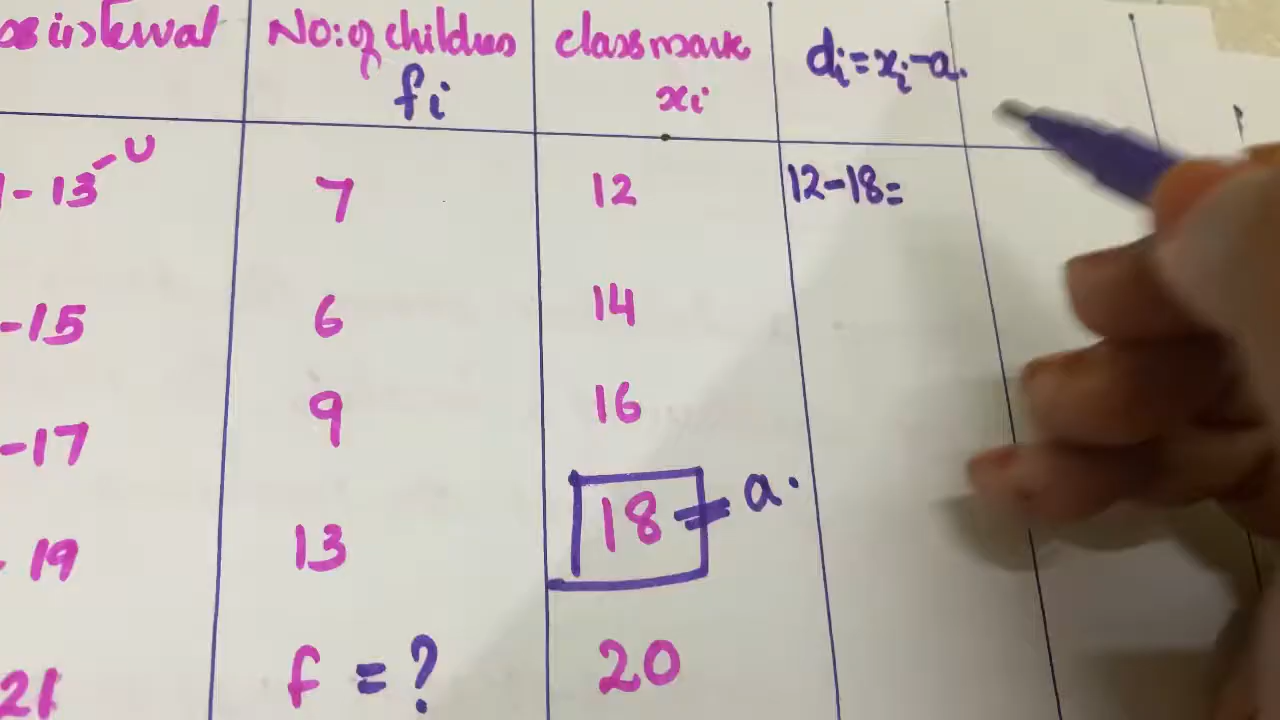 No: of children class mark di = xi - a.
fi xi
- 13 - U 7 12 12 - 18 =
- 15 6 14
- 17 9 16
- 19 13 18 = a.
21 f = ? 20